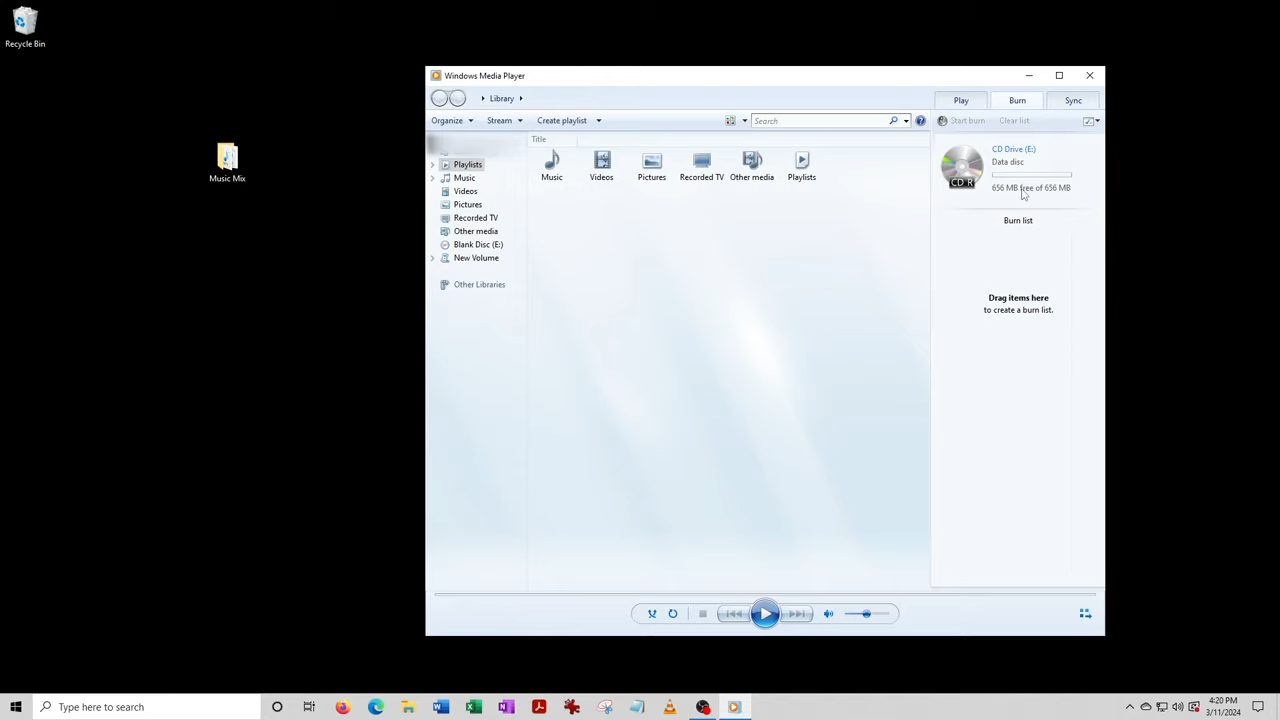 Recycle Bin
Music Mix
Windows Media Player
Library
Play Burn Sync
Organize Stream Create playlist Search Start burn Clear list
Title
Playlists
Music
Videos
Pictures
Recorded TV
Other media
Blank Disc (E:)
New Volume
Other Libraries
Music Videos Pictures Recorded TV Other media Playlists
CD R
CD Drive (E:)
Data disc
656 MB free of 656 MB
Burn list
Drag items here
to create a burn list.
Type here to search
4:20 PM
3/11/2024